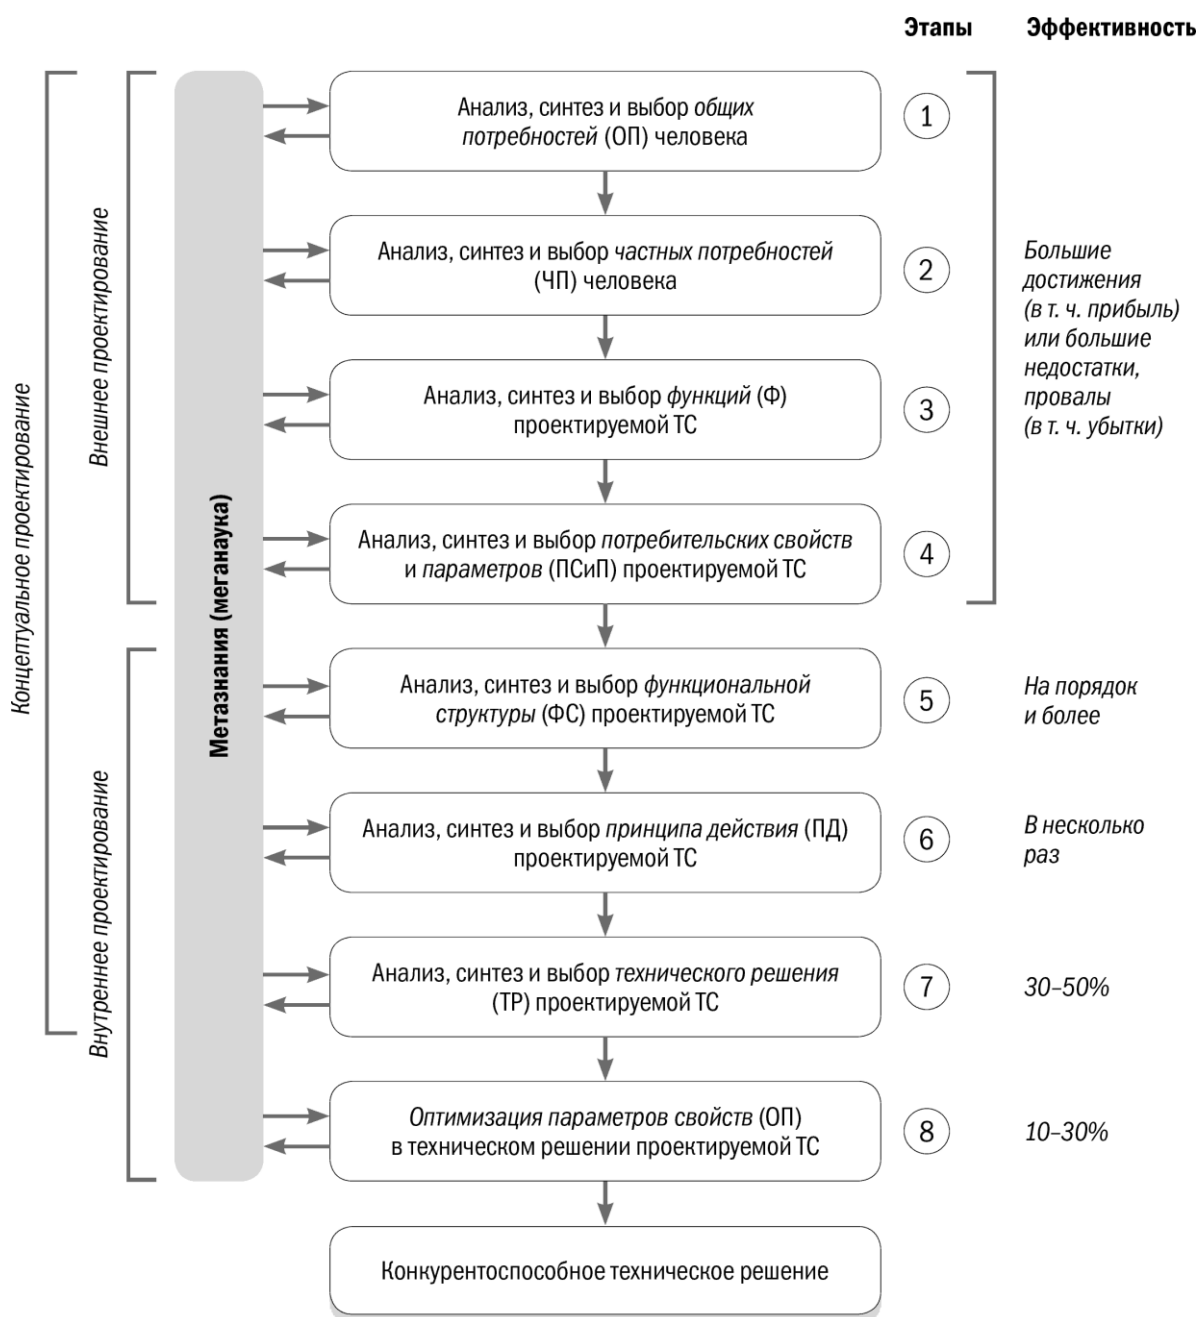 Этапы
Эффективность
Концептуальное проектирование
Внешнее проектирование
Внутреннее проектирование
Метазнания (меганаука)
Анализ, синтез и выбор общих
потребностей (ОП) человека
1
Анализ, синтез и выбор частных потребностей
(ЧП) человека
2
Анализ, синтез и выбор функций (Ф)
проектируемой ТС
3
Анализ, синтез и выбор потребительских свойств
и параметров (ПСиП) проектируемой ТС
4
Большие
достижения
(в т. ч. прибыль)
или большие
недостатки,
провалы
(в т. ч. убытки)
Анализ, синтез и выбор функциональной
структуры (ФС) проектируемой ТС
5
На порядок
и более
Анализ, синтез и выбор принципа действия (ПД)
проектируемой ТС
6
В несколько
раз
Анализ, синтез и выбор технического решения
(ТР) проектируемой ТС
7
30–50%
Оптимизация параметров свойств (ОП)
в техническом решении проектируемой ТС
8
10–30%
Конкурентоспособное техническое решение